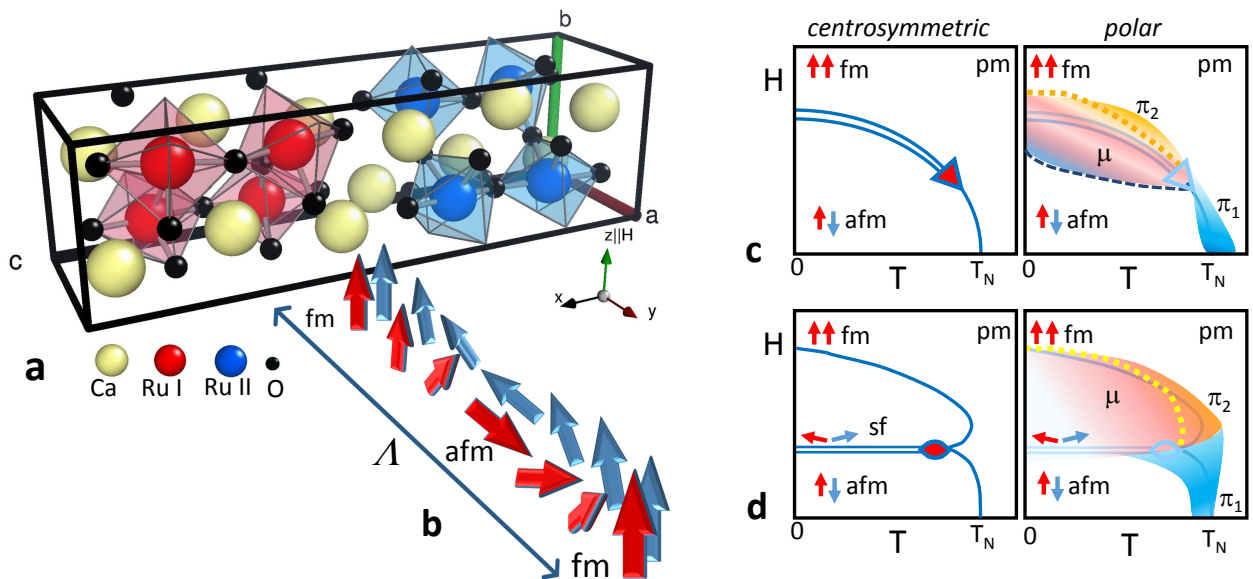 b
a
c
z||H
x
y
a
Ca
Ru I
Ru II
O
fm
afm
Λ
b
fm
centrosymmetric
polar
H
fm
pm
afm
c
0
T
T_N
fm
pm
π₂
μ
afm
π₁
0
T
T_N
H
fm
pm
sf
afm
d
0
T
T_N
fm
pm
μ
π₂
afm
π₁
0
T
T_N